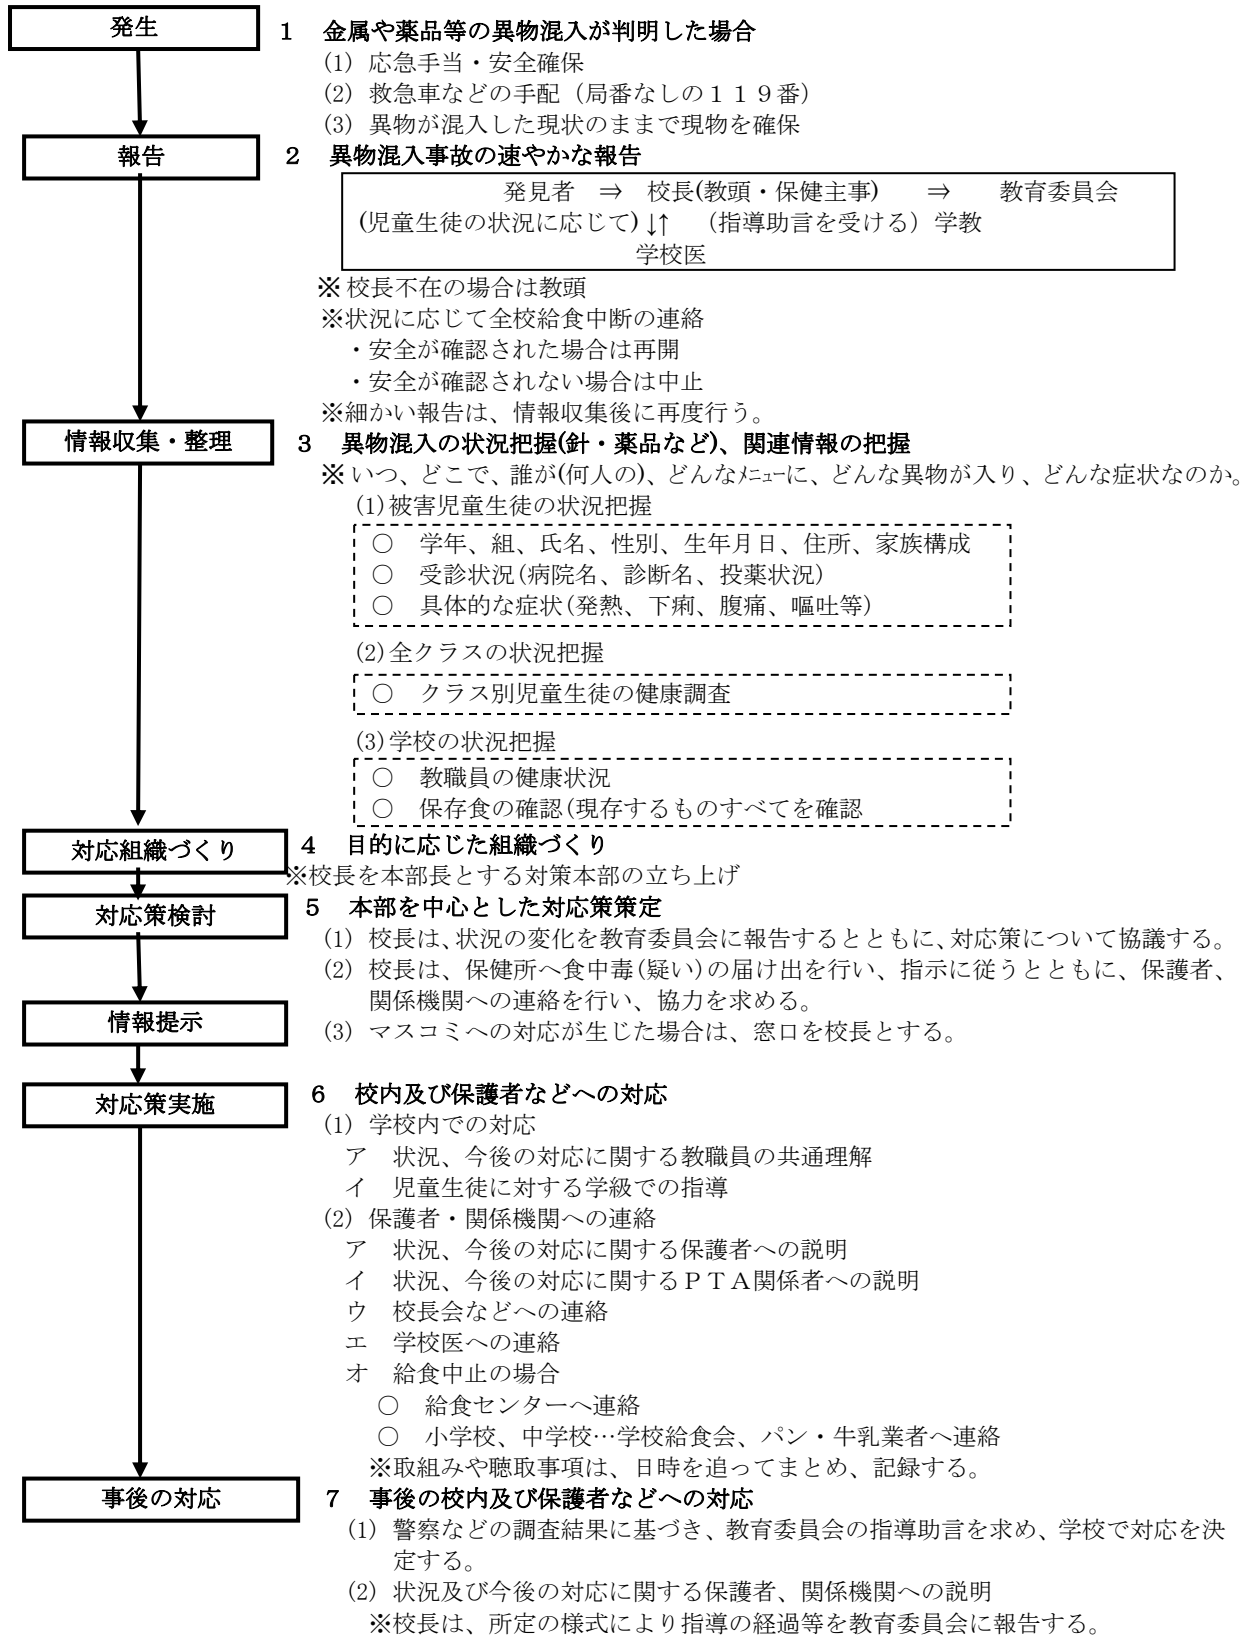 発生
１　金属や薬品等の異物混入が判明した場合
(1) 応急手当・安全確保
(2) 救急車などの手配（局番なしの１１９番）
(3) 異物が混入した現状のままで現物を確保
報告
２　異物混入事故の速やかな報告
発見者　⇒　校長(教頭・保健主事)　　⇒　　教育委員会
(児童生徒の状況に応じて)↓↑　（指導助言を受ける）学教
学校医
※校長不在の場合は教頭
※状況に応じて全校給食中断の連絡
・安全が確認された場合は再開
・安全が確認されない場合は中止
※細かい報告は、情報収集後に再度行う。
情報収集・整理
３　異物混入の状況把握(針・薬品など)、関連情報の把握
※いつ、どこで、誰が(何人の)、どんなﾒﾆｭｰに、どんな異物が入り、どんな症状なのか。
(1)被害児童生徒の状況把握
○　学年、組、氏名、性別、生年月日、住所、家族構成
○　受診状況(病院名、診断名、投薬状況)
○　具体的な症状(発熱、下痢、腹痛、嘔吐等)
(2)全クラスの状況把握
○　クラス別児童生徒の健康調査
(3)学校の状況把握
○　教職員の健康状況
○　保存食の確認(現存するものすべてを確認
対応組織づくり
４　目的に応じた組織づくり
※校長を本部長とする対策本部の立ち上げ
対応策検討
５　本部を中心とした対応策策定
(1) 校長は、状況の変化を教育委員会に報告するとともに、対応策について協議する。
(2) 校長は、保健所へ食中毒(疑い)の届け出を行い、指示に従うとともに、保護者、
関係機関への連絡を行い、協力を求める。
情報提示
(3) マスコミへの対応が生じた場合は、窓口を校長とする。
対応策実施
６　校内及び保護者などへの対応
(1) 学校内での対応
ア　状況、今後の対応に関する教職員の共通理解
イ　児童生徒に対する学級での指導
(2) 保護者・関係機関への連絡
ア　状況、今後の対応に関する保護者への説明
イ　状況、今後の対応に関するＰＴＡ関係者への説明
ウ　校長会などへの連絡
エ　学校医への連絡
オ　給食中止の場合
○　給食センターへ連絡
○　小学校、中学校…学校給食会、パン・牛乳業者へ連絡
※取組みや聴取事項は、日時を追ってまとめ、記録する。
事後の対応
７　事後の校内及び保護者などへの対応
(1) 警察などの調査結果に基づき、教育委員会の指導助言を求め、学校で対応を決
定する。
(2) 状況及び今後の対応に関する保護者、関係機関への説明
※校長は、所定の様式により指導の経過等を教育委員会に報告する。